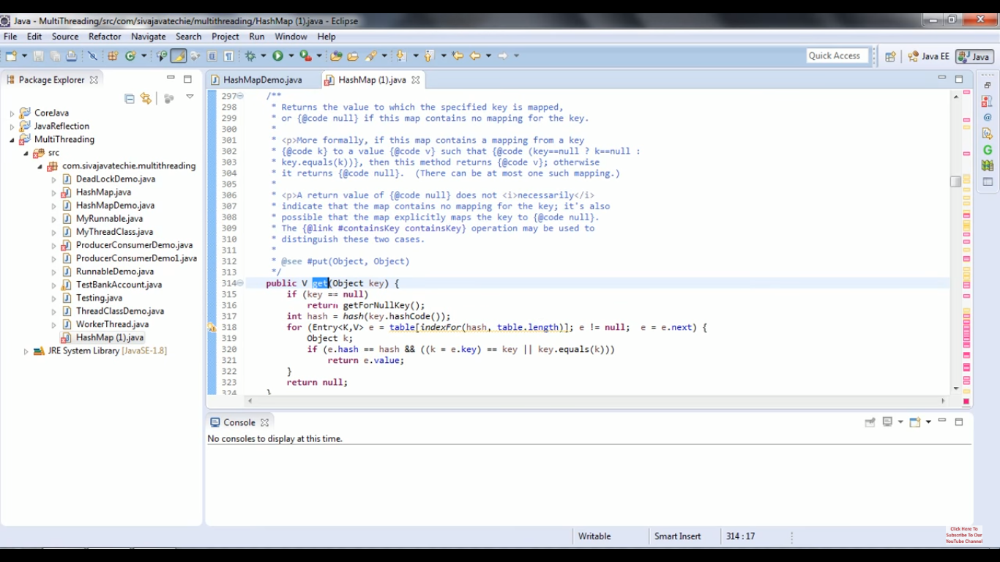 Java - MultiThreading/src/com/sivajavatechie/multithreading/HashMap (1).java - Eclipse
File Edit Source Refactor Navigate Search Project Run Window Help
Quick Access Java EE Java
Package Explorer
CoreJava
JavaReflection
MultiThreading
src
com.sivajavatechie.multithreading
DeadLockDemo.java
HashMap.java
HashMapDemo.java
MyRunnable.java
MyThreadClass.java
ProducerConsumerDemo.java
ProducerConsumerDemo1.java
RunnableDemo.java
TestBankAccount.java
Testing.java
ThreadClassDemo.java
WorkerThread.java
HashMap (1).java
JRE System Library [JavaSE-1.8]
HashMapDemo.java HashMap (1).java
297 /**
298 * Returns the value to which the specified key is mapped,
299 * or {@code null} if this map contains no mapping for the key.
300 *
301 * <p>More formally, if this map contains a mapping from a key
302 * {@code k} to a value {@code v} such that {@code (key==null ? k==null :
303 * key.equals(k))}, then this method returns {@code v}; otherwise
304 * it returns {@code null}.  (There can be at most one such mapping.)
305 *
306 * <p>A return value of {@code null} does not <i>necessarily</i>
307 * indicate that the map contains no mapping for the key; it's also
308 * possible that the map explicitly maps the key to {@code null}.
309 * The {@link #containsKey containsKey} operation may be used to
310 * distinguish these two cases.
311 *
312 * @see #put(Object, Object)
313 */
314 public V get(Object key) {
315 if (key == null)
316 return getForNullKey();
317 int hash = hash(key.hashCode());
318 for (Entry<K,V> e = table[indexFor(hash, table.length)]; e != null; e = e.next) {
319 Object k;
320 if (e.hash == hash && ((k = e.key) == key || key.equals(k)))
321 return e.value;
322 }
323 return null;
324 }
Console
No consoles to display at this time.
Writable Smart Insert 314 : 17
Click Here To
Subscribe To Our
YouTube Channel